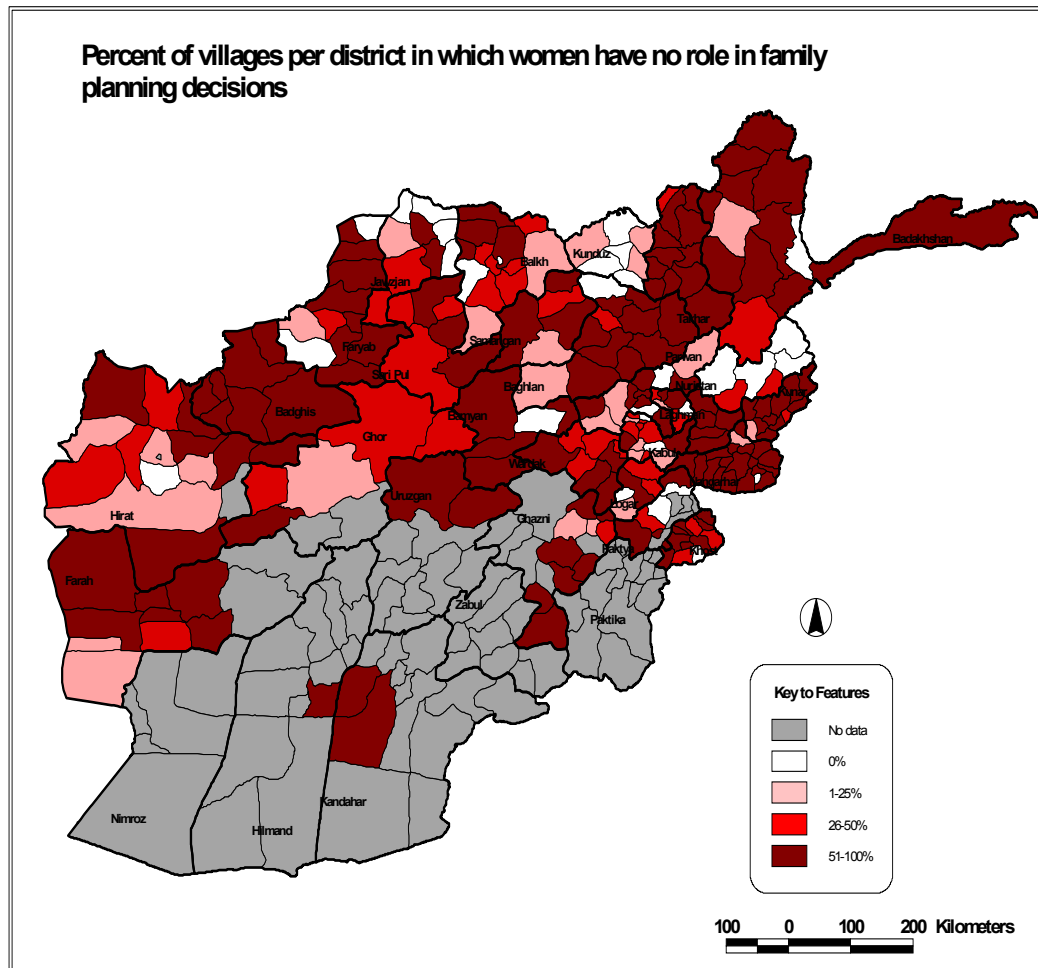 Percent of villages per district in which women have no role in family
planning decisions
Badakhshan
Balkh
Kunduz
Jawzjan
Takhar
Faryab
Samangan
Parwan
Sari Pul
Baghlan
Nuristan
Kunar
Badghis
Bamyan
Laghman
Ghor
Kabul
Wardak
Nangarhar
Uruzgan
Logar
Hirat
Ghazni
Paktya
Khost
Farah
Zabul
Paktika
Key to Features
No data
0%
1-25%
26-50%
51-100%
Kandahar
Nimroz
Hilmand
100 0 100 200 Kilometers